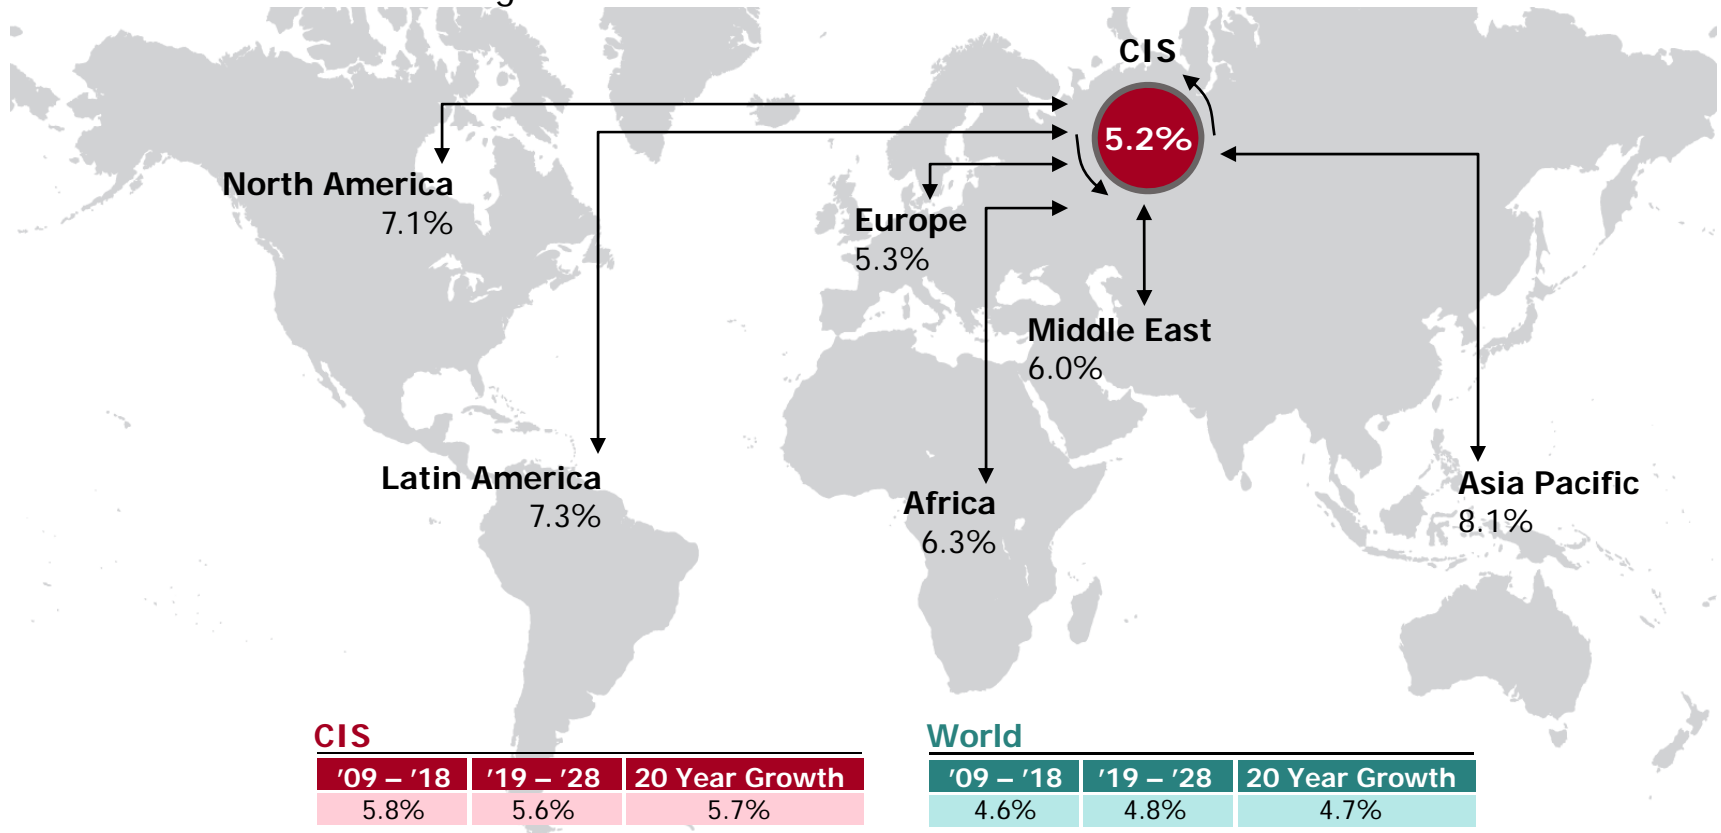 CIS
5.2%
North America
7.1%
Europe
5.3%
Middle East
6.0%
Latin America
7.3%
Africa
6.3%
Asia Pacific
8.1%
CIS
'09 – '18 '19 – '28 20 Year Growth
5.8% 5.6% 5.7%
World
'09 – '18 '19 – '28 20 Year Growth
4.6% 4.8% 4.7%